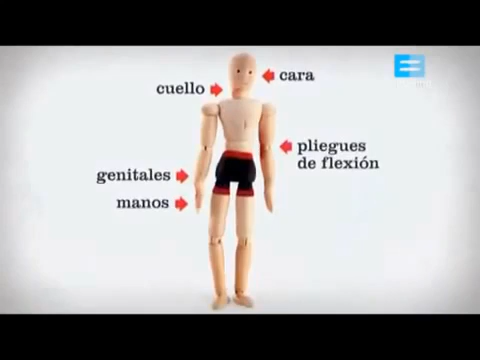 cara
cuello
pliegues
de flexión
genitales
manos